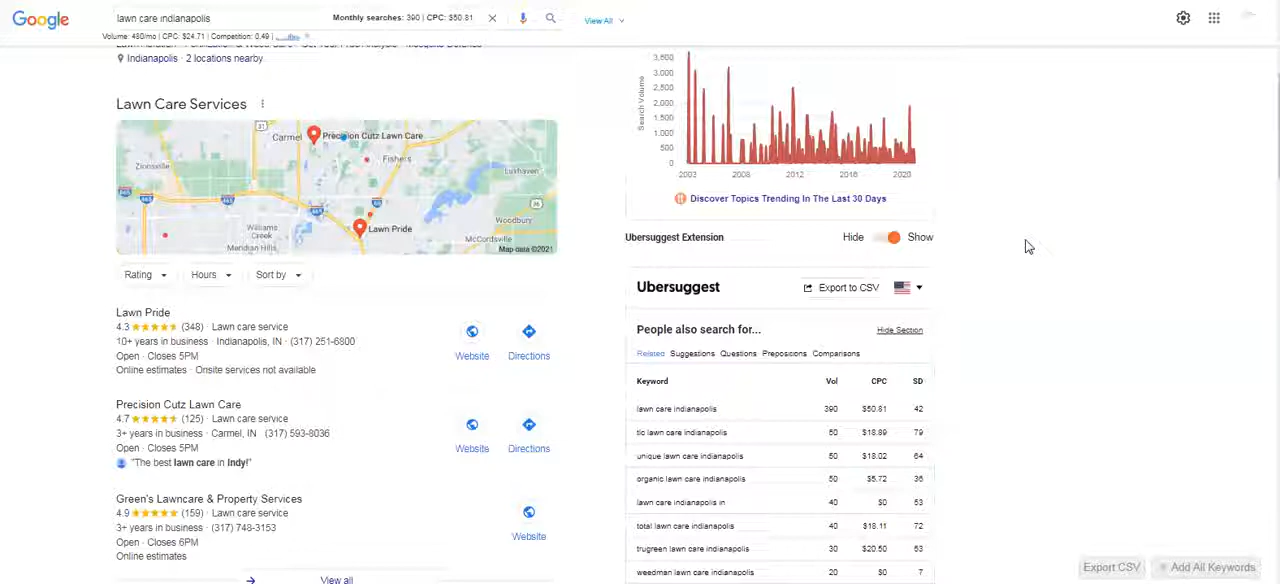 Google
lawn care indianapolis
Monthly searches: 390 | CPC: $50.81
View All
Volume: 480/mo | CPC: $24.71 | Competition: 0.49
Indianapolis · 2 locations nearby
Lawn Care Services
31
Carmel
Precision Cutz Lawn Care
Zionsville
Fishers
Luxhaven
465
465
465
465
69
36
Lawn Pride
Woodbury
Williams Creek
Meridian Hills
McCordsville
Map data ©2021
Rating
Hours
Sort by
Lawn Pride
4.3 (348) · Lawn care service
10+ years in business · Indianapolis, IN · (317) 251-6800
Open · Closes 5PM
Online estimates · Onsite services not available
Website
Directions
Precision Cutz Lawn Care
4.7 (125) · Lawn care service
3+ years in business · Carmel, IN · (317) 593-8036
Open · Closes 5PM
"The best lawn care in Indy!"
Website
Directions
Green's Lawncare & Property Services
4.9 (159) · Lawn care service
3+ years in business · (317) 748-3153
Open · Closes 6PM
Online estimates
Website
View all
Search Volume
3,500
3,000
2,500
2,000
1,500
1,000
500
0
2003
2008
2012
2016
2020
Discover Topics Trending In The Last 30 Days
Ubersuggest Extension
Hide
Show
Ubersuggest
Export to CSV
People also search for...
Hide Section
Related Suggestions Questions Prepositions Comparisons
Keyword Vol CPC SD
lawn care indianapolis 390 $50.81 42
tlc lawn care indianapolis 50 $18.89 79
unique lawn care indianapolis 50 $18.02 64
organic lawn care indianapolis 50 $5.72 36
lawn care indianapolis in 40 $0 53
total lawn care indianapolis 40 $18.11 72
trugreen lawn care indianapolis 30 $20.50 53
weedman lawn care indianapolis 20 $0 7
Export CSV
Add All Keywords